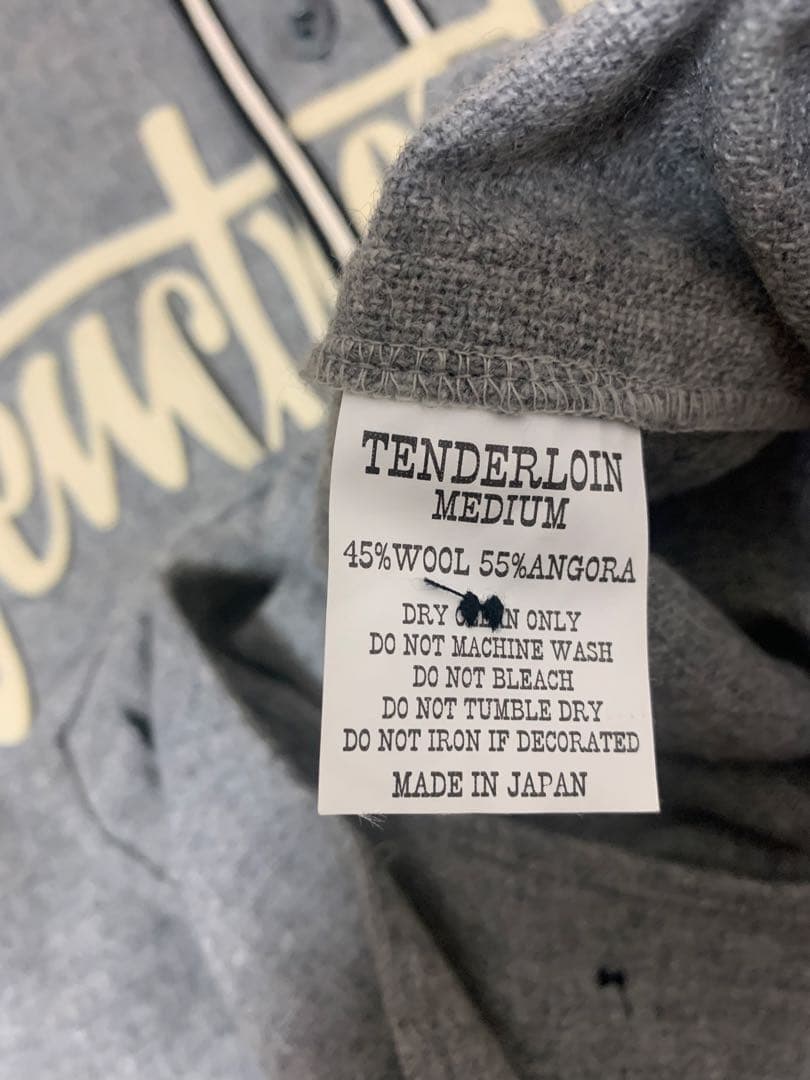 TENDERLOIN
MEDIUM
45%WOOL 55%ANGORA
DRY ONLY
DO NOT MACHINE WASH
DO NOT BLEACH
DO NOT TUMBLE DRY
DO NOT IRON IF DECORATED
MADE IN JAPAN